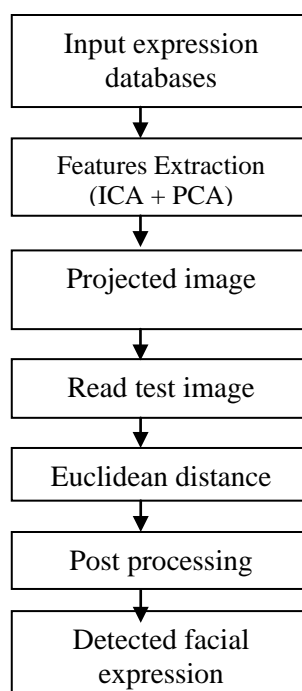 Input expression
databases
Features Extraction
(ICA + PCA)
Projected image
Read test image
Euclidean distance
Post processing
Detected facial
expression